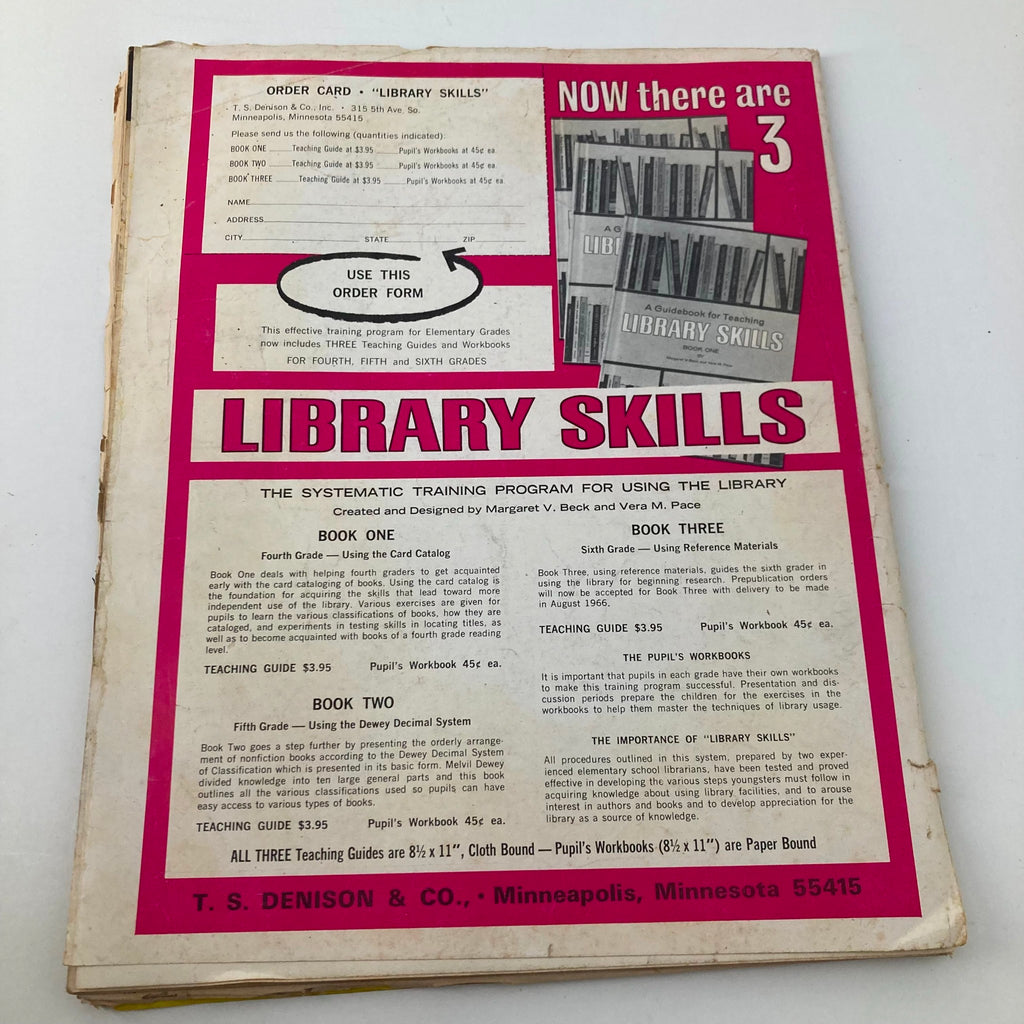 ORDER CARD • "LIBRARY SKILLS"
T. S. Denison & Co., Inc. • 315 5th Ave. So.
Minneapolis, Minnesota 55415
Please send us the following (quantities indicated):
BOOK ONE ____Teaching Guide at $3.95 ____Pupil's Workbooks at 45¢ ea.
BOOK TWO ____Teaching Guide at $3.95 ____Pupil's Workbooks at 45¢ ea.
BOOK THREE ____Teaching Guide at $3.95 ____Pupil's Workbooks at 45¢ ea.
NAME
ADDRESS
CITY STATE ZIP
USE THIS
ORDER FORM
This effective training program for Elementary Grades
now includes THREE Teaching Guides and Workbooks
FOR FOURTH, FIFTH and SIXTH GRADES
NOW there are
3
A G
LIB
A Guidebook for Teaching
LIBRARY SKILLS
BOOK ONE
BY
Margaret V. Beck and Vera M. Pace
LIBRARY SKILLS
THE SYSTEMATIC TRAINING PROGRAM FOR USING THE LIBRARY
Created and Designed by Margaret V. Beck and Vera M. Pace
BOOK ONE
Fourth Grade — Using the Card Catalog
Book One deals with helping fourth graders to get acquainted
early with the card cataloging of books. Using the card catalog is
the foundation for acquiring the skills that lead toward more
independent use of the library. Various exercises are given for
pupils to learn the various classifications of books, how they are
cataloged, and experiments in testing skills in locating titles, as
well as to become acquainted with books of a fourth grade reading
level.
TEACHING GUIDE $3.95 Pupil's Workbook 45¢ ea.
BOOK TWO
Fifth Grade — Using the Dewey Decimal System
Book Two goes a step further by presenting the orderly arrange-
ment of nonfiction books according to the Dewey Decimal System
of Classification which is presented in its basic form. Melvil Dewey
divided knowledge into ten large general parts and this book
outlines all the various classifications used so pupils can have
easy access to various types of books.
TEACHING GUIDE $3.95 Pupil's Workbook 45¢ ea.
BOOK THREE
Sixth Grade — Using Reference Materials
Book Three, using reference materials, guides the sixth grader in
using the library for beginning research. Prepublication orders
will now be accepted for Book Three with delivery to be made
in August 1966.
TEACHING GUIDE $3.95 Pupil's Workbook 45¢ ea.
THE PUPIL'S WORKBOOKS
It is important that pupils in each grade have their own workbooks
to make this training program successful. Presentation and dis-
cussion periods prepare the children for the exercises in the
workbooks to help them master the techniques of library usage.
THE IMPORTANCE OF "LIBRARY SKILLS"
All procedures outlined in this system, prepared by two exper-
ienced elementary school librarians, have been tested and proved
effective in developing the various steps youngsters must follow in
acquiring knowledge about using library facilities, and to arouse
interest in authors and books and to develop appreciation for the
library as a source of knowledge.
ALL THREE Teaching Guides are 8½ x 11", Cloth Bound — Pupil's Workbooks (8½ x 11") are Paper Bound
T. S. DENISON & CO., • Minneapolis, Minnesota 55415